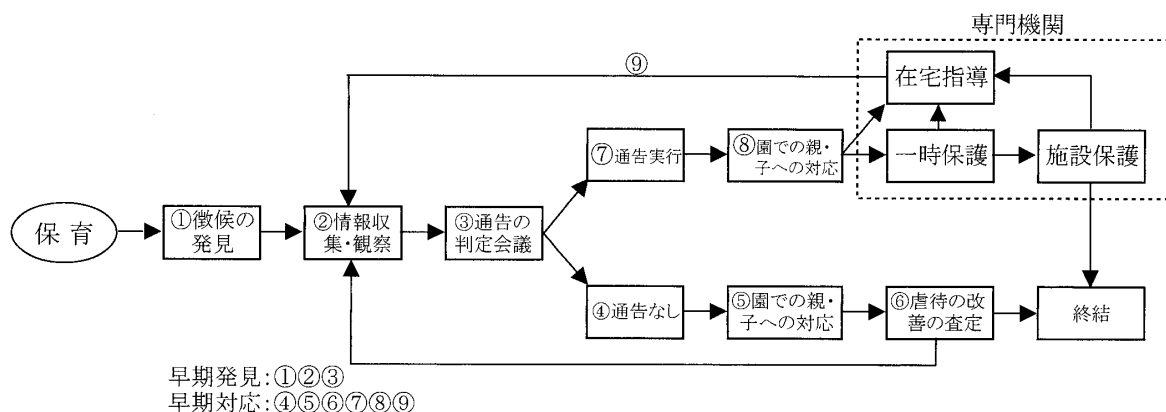 専門機関
⑨
在宅指導
⑦通告実行
⑧園での親・
子への対応
一時保護
施設保護
保 育
①徴候の
発見
②情報収
集・観察
③通告の
判定会議
④通告なし
⑤園での親・
子への対応
⑥虐待の改
善の査定
終結
早期発見:①②③
早期対応:④⑤⑥⑦⑧⑨